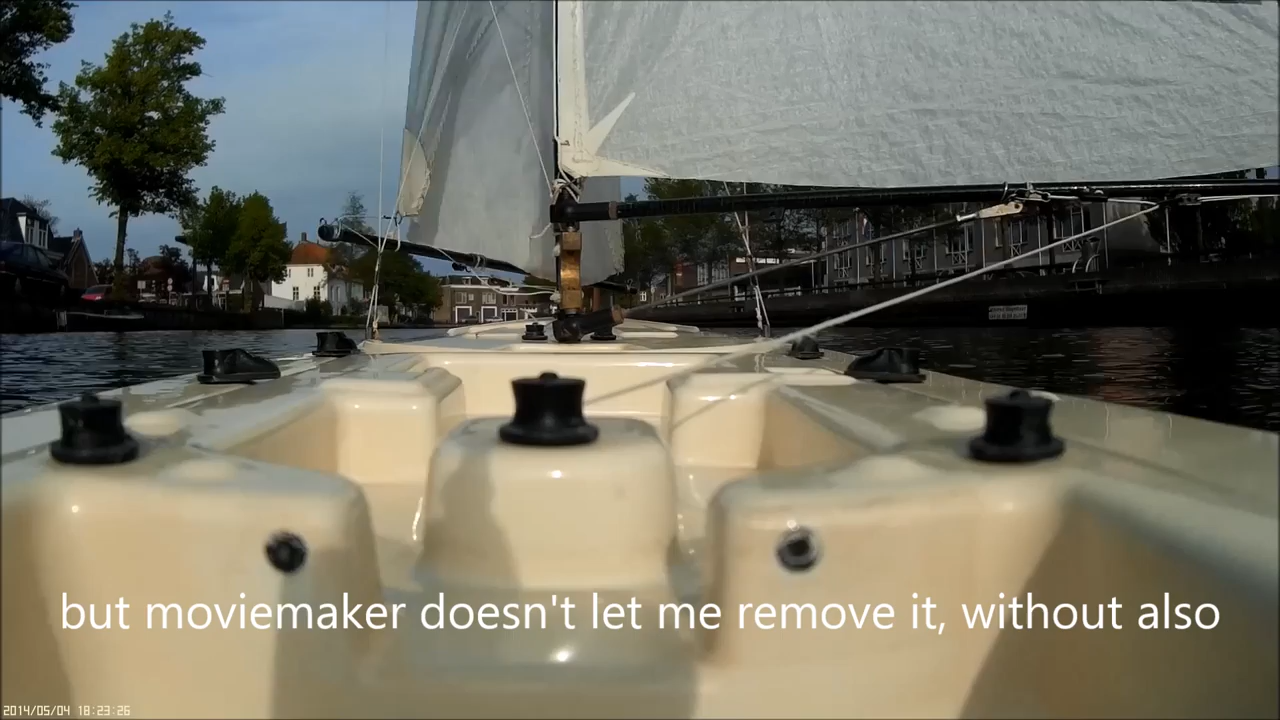 but moviemaker doesn't let me remove it, without also
2014/05/04 18:23:26